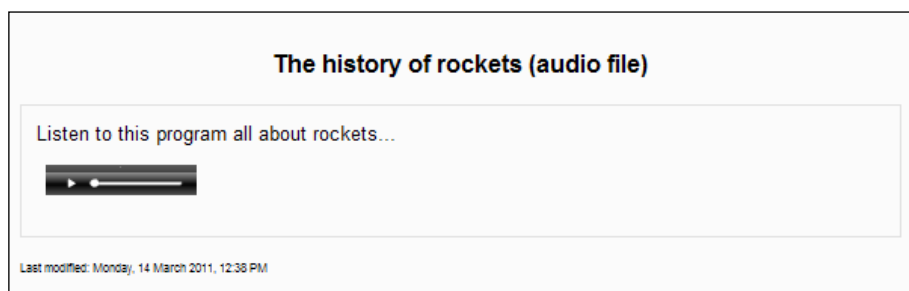 The history of rockets (audio file)
Listen to this program all about rockets...
Last modified: Monday, 14 March 2011, 12:38 PM